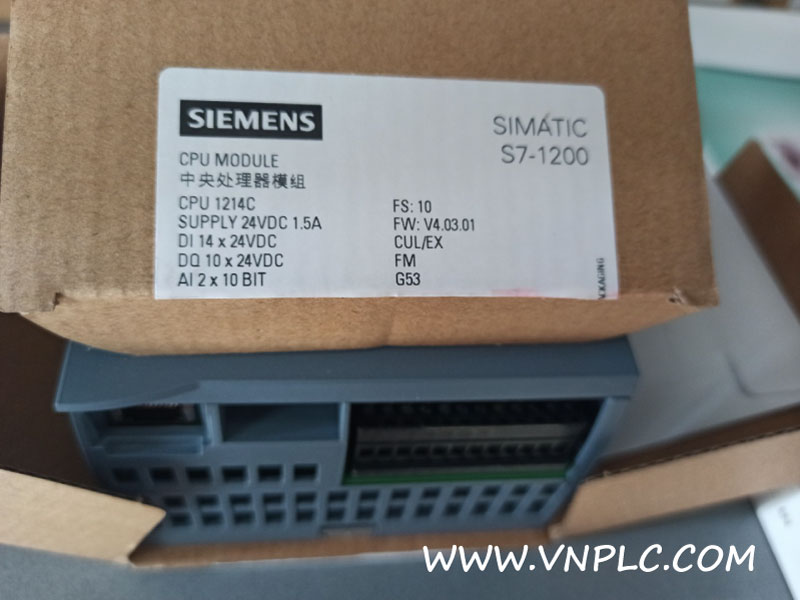 SIEMENS
SIMATIC
S7-1200
CPU MODULE
中央处理器模组
CPU 1214C
SUPPLY 24VDC 1.5A
DI 14 x 24VDC
DQ 10 x 24VDC
AI 2 x 10 BIT
FS: 10
FW: V4.03.01
CUL/EX
FM
G53
WWW.VNPLC.COM